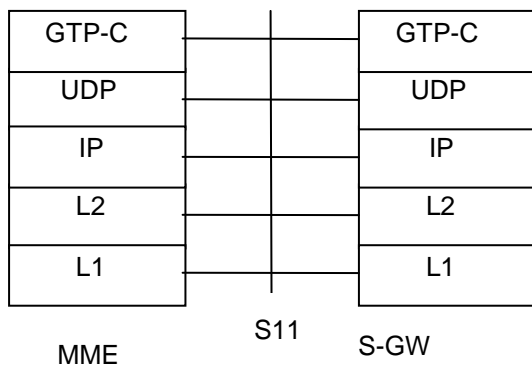 GTP-C GTP-C
UDP UDP
IP IP
L2 L2
L1 L1
S11
MME S-GW